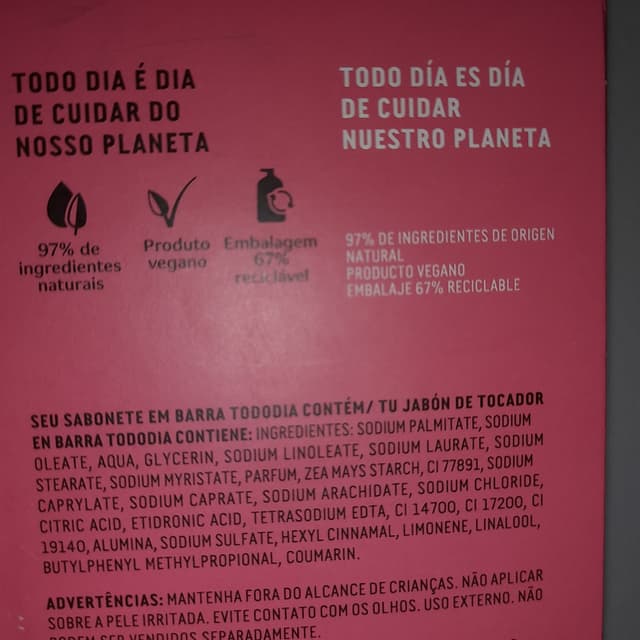 TODO DIA É DIA
DE CUIDAR DO
NOSSO PLANETA
TODO DÍA ES DÍA
DE CUIDAR
NUESTRO PLANETA
97% de
ingredientes
naturais
Produto
vegano
Embalagem
67%
reciclável
97% DE INGREDIENTES DE ORIGEN
NATURAL
PRODUCTO VEGANO
EMBALAJE 67% RECICLABLE
SEU SABONETE EM BARRA TODODIA CONTÉM/ TU JABÓN DE TOCADOR
EN BARRA TODODIA CONTIENE: INGREDIENTES: SODIUM PALMITATE, SODIUM
OLEATE, AQUA, GLYCERIN, SODIUM LINOLEATE, SODIUM LAURATE, SODIUM
STEARATE, SODIUM MYRISTATE, PARFUM, ZEA MAYS STARCH, CI 77891, SODIUM
CAPRYLATE, SODIUM CAPRATE, SODIUM ARACHIDATE, SODIUM CHLORIDE,
CITRIC ACID, ETIDRONIC ACID, TETRASODIUM EDTA, CI 14700, CI 17200, CI
19140, ALUMINA, SODIUM SULFATE, HEXYL CINNAMAL, LIMONENE, LINALOOL,
BUTYLPHENYL METHYLPROPIONAL, COUMARIN.
ADVERTÊNCIAS: MANTENHA FORA DO ALCANCE DE CRIANÇAS. NÃO APLICAR
SOBRE A PELE IRRITADA. EVITE CONTATO COM OS OLHOS. USO EXTERNO. NÃO
PODEM SER VENDIDOS SEPARADAMENTE.